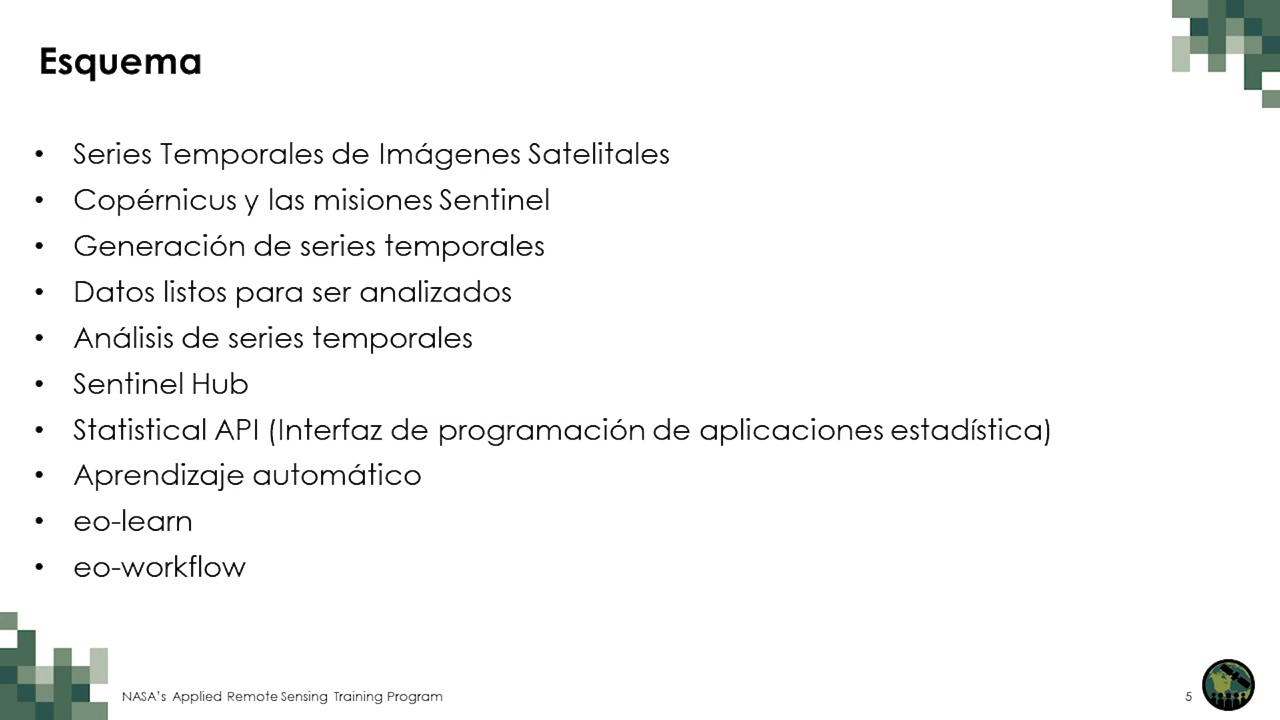 Esquema
• Series Temporales de Imágenes Satelitales
• Copérnicus y las misiones Sentinel
• Generación de series temporales
• Datos listos para ser analizados
• Análisis de series temporales
• Sentinel Hub
• Statistical API (Interfaz de programación de aplicaciones estadística)
• Aprendizaje automático
• eo-learn
• eo-workflow
NASA's Applied Remote Sensing Training Program
5